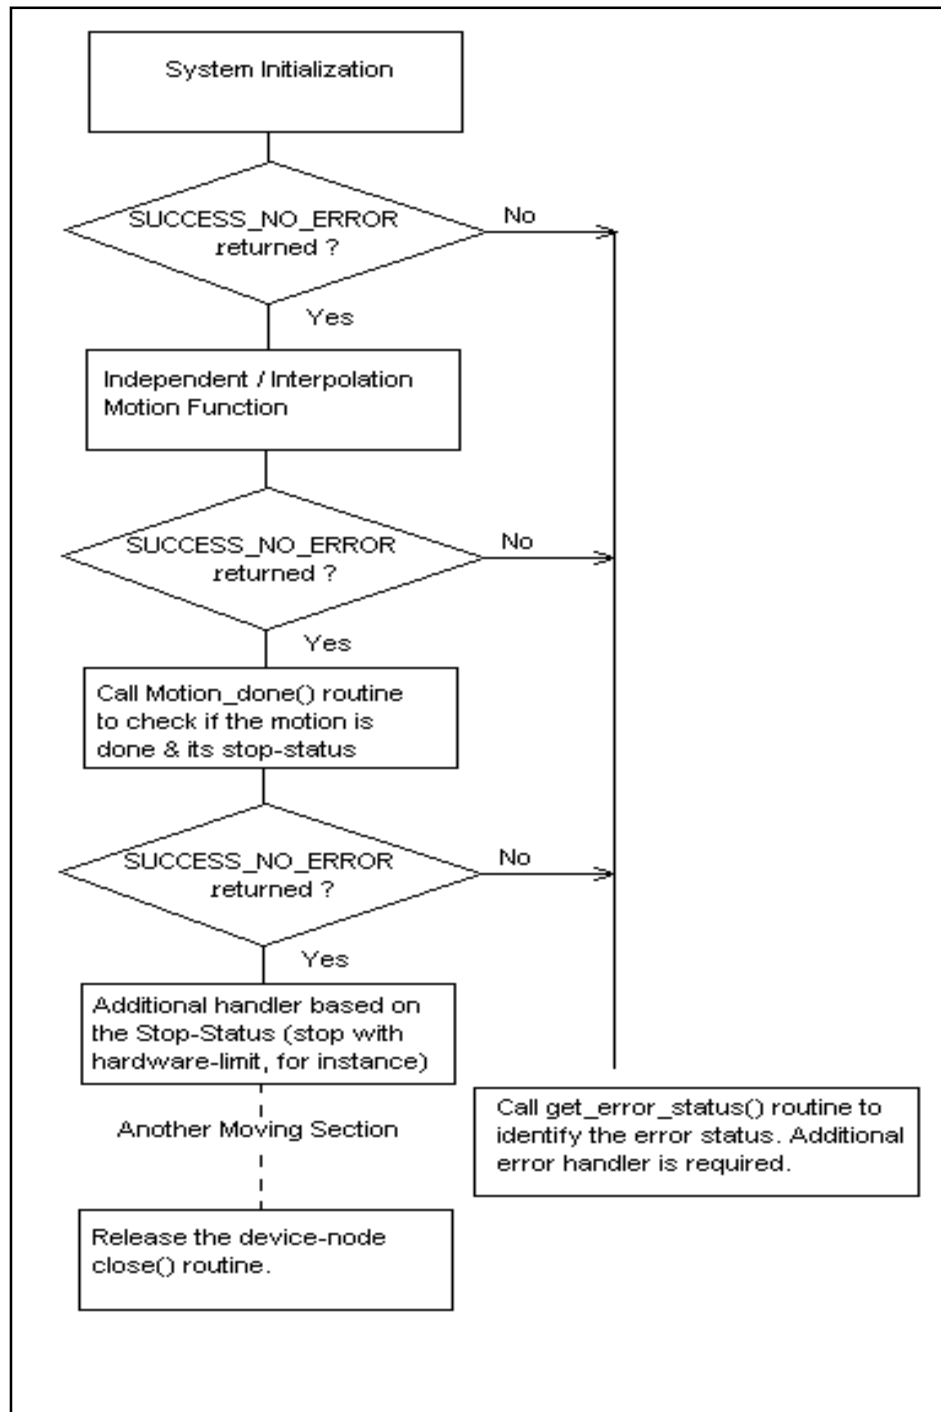 System Initialization
SUCCESS_NO_ERROR
returned ?
No
Yes
Independent / Interpolation
Motion Function
SUCCESS_NO_ERROR
returned ?
No
Yes
Call Motion_done() routine
to check if the motion is
done & its stop-status
SUCCESS_NO_ERROR
returned ?
No
Yes
Additional handler based on
the Stop-Status (stop with
hardware-limit, for instance)
Call get_error_status() routine to
identify the error status. Additional
error handler is required.
Another Moving Section
Release the device-node
close() routine.